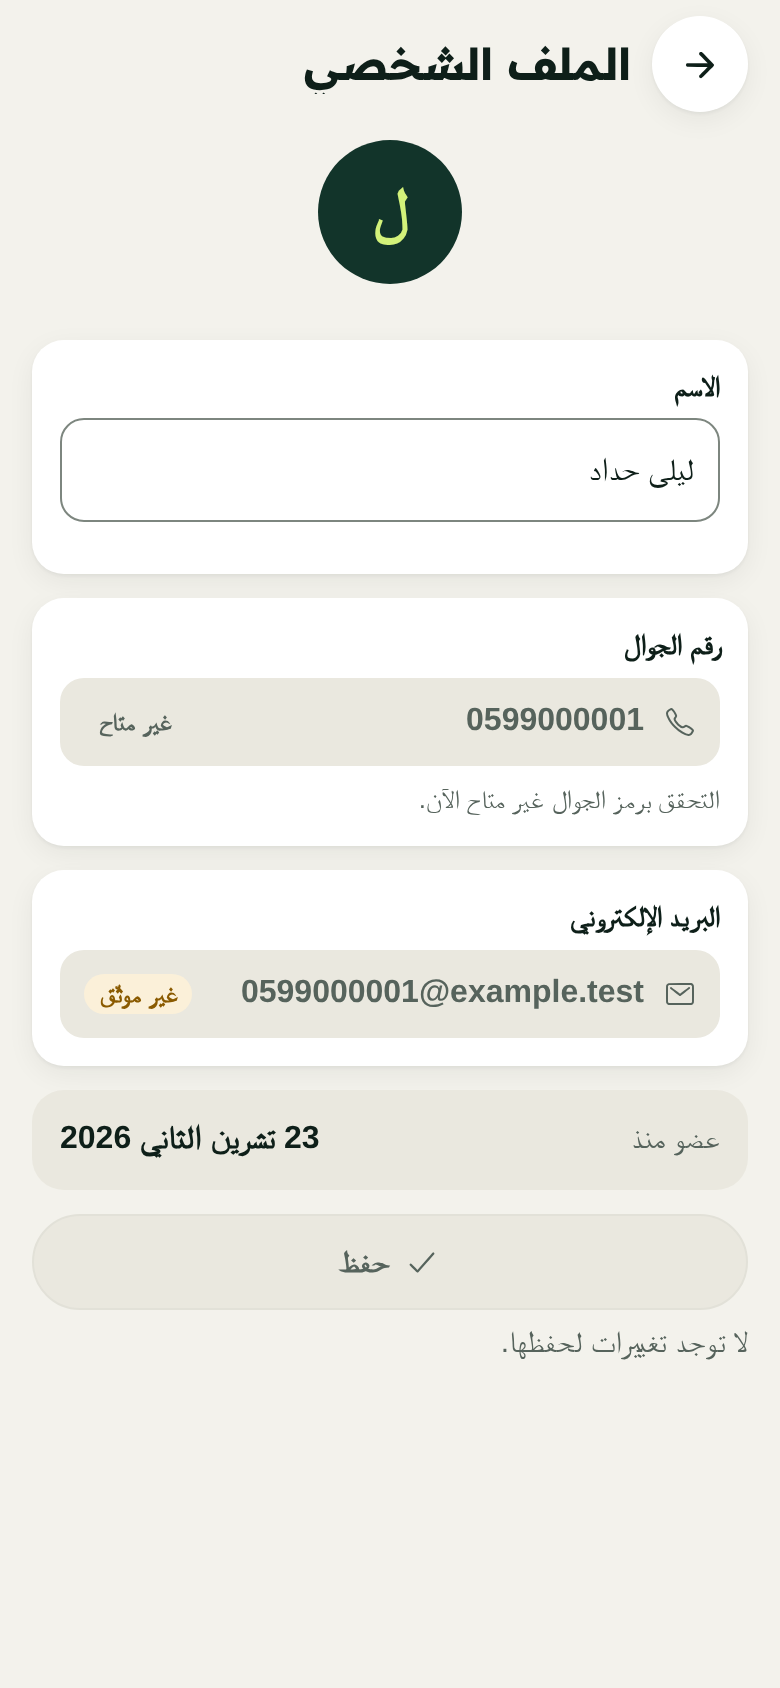 الملف الشخصي
ل
الاسم
ليلى حداد
رقم الجوال
0599000001
غير متاح
التحقق برمز الجوال غير متاح الآن.
البريد الإلكتروني
0599000001@example.test
غير موثق
عضو منذ
23 تشرين الثاني 2026
حفظ
لا توجد تغييرات لحفظها.